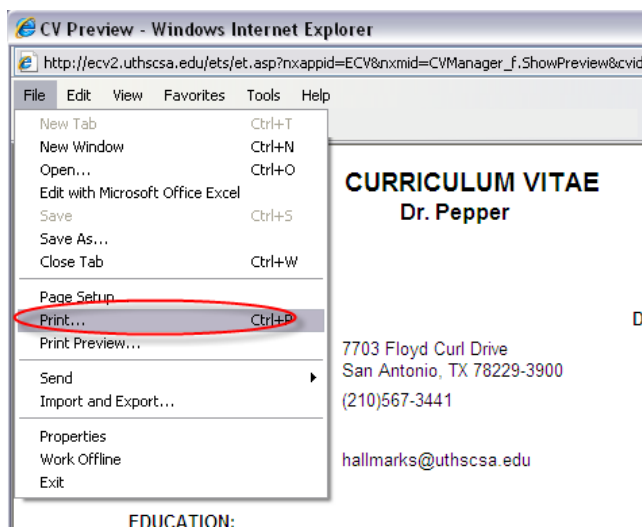 CV Preview - Windows Internet Explorer
http://ecv2.uthscsa.edu/ets/et.asp?nxappid=ECV&nxmid=CVManager_f.ShowPreview&cvid
File Edit View Favorites Tools Help
New Tab Ctrl+T
New Window Ctrl+N
Open... Ctrl+O
Edit with Microsoft Office Excel
Save Ctrl+S
Save As...
Close Tab Ctrl+W
Page Setup...
Print... Ctrl+P
Print Preview...
Send
Import and Export...
Properties
Work Offline
Exit
CURRICULUM VITAE
Dr. Pepper
D
7703 Floyd Curl Drive
San Antonio, TX 78229-3900
(210)567-3441
hallmarks@uthscsa.edu
EDUCATION: